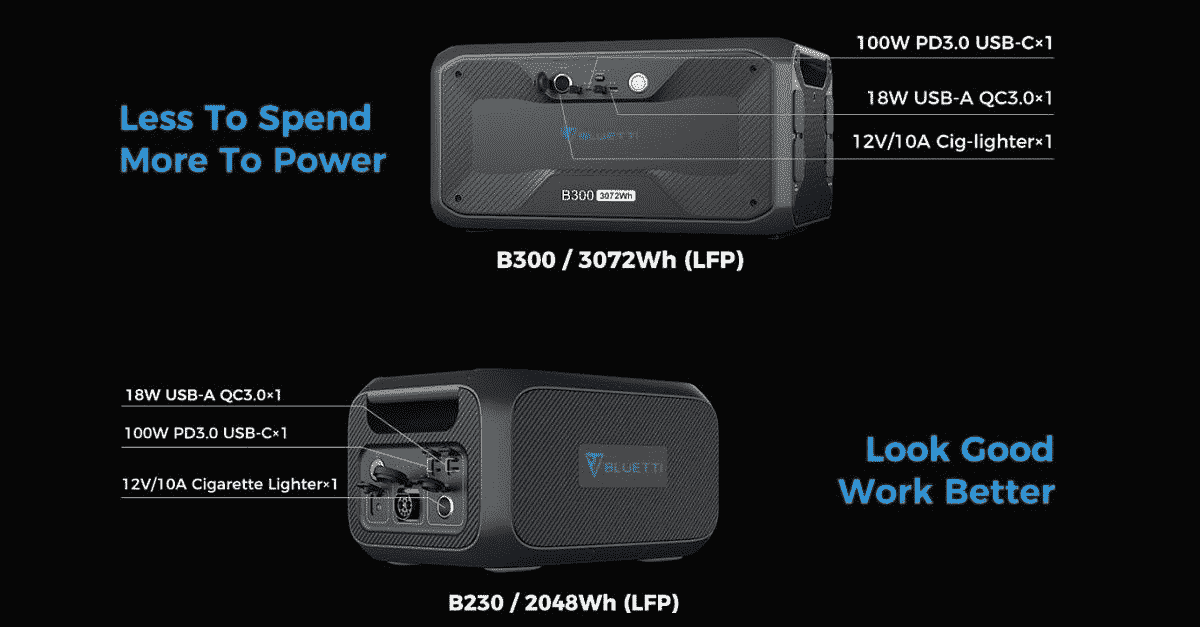 100W PD3.0 USB-C×1
Less To Spend
More To Power
18W USB-A QC3.0×1
12V/10A Cig-lighter×1
BLUETTI
B300 3072Wh
B300 / 3072Wh (LFP)
18W USB-A QC3.0×1
100W PD3.0 USB-C×1
12V/10A Cigarette Lighter×1
BLUETTI
Look Good
Work Better
B230 / 2048Wh (LFP)